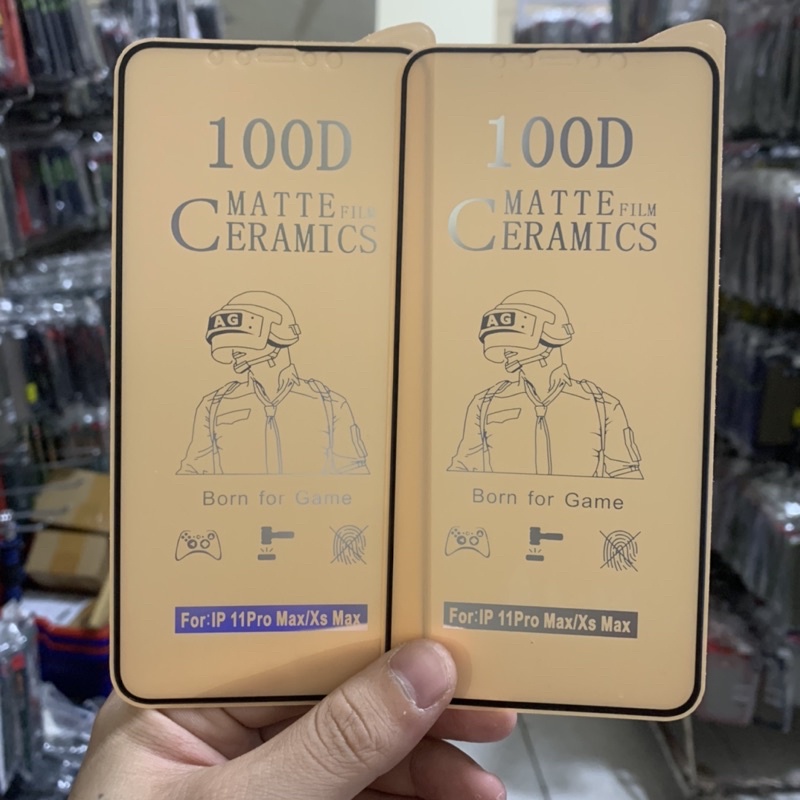 100D
MATTE FILM
CERAMICS
AG
Born for Game
For:IP 11Pro Max/Xs Max
100D
MATTE FILM
CERAMICS
AG
Born for Game
For:IP 11Pro Max/Xs Max